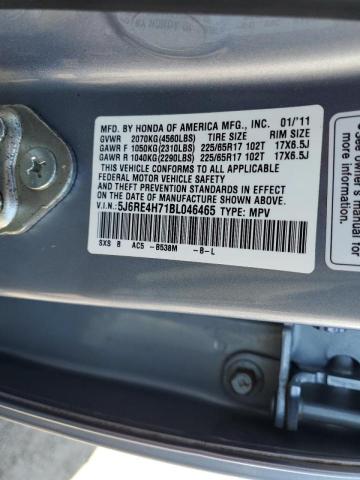 MFD. BY HONDA OF AMERICA MFG., INC. 01/'11
GVWR 2070KG(4560LBS) TIRE SIZE RIM SIZE
GAWR F 1050KG(2310LBS) 225/65R17 102T 17X6.5J
GAWR R 1040KG(2290LBS) 225/65R17 102T 17X6.5J
THIS VEHICLE CONFORMS TO ALL APPLICABLE
FEDERAL MOTOR VEHICLE SAFETY AND
THEFT PREVENTION STANDARDS IN EFFECT ON THE
DATE OF MANUFACTURE SHOWN ABOVE.
V.I.N.: 5J6RE4H71BL046465 TYPE: MPV
SXS B AC5 -B538M -B-L
See
owner's
manual for
more